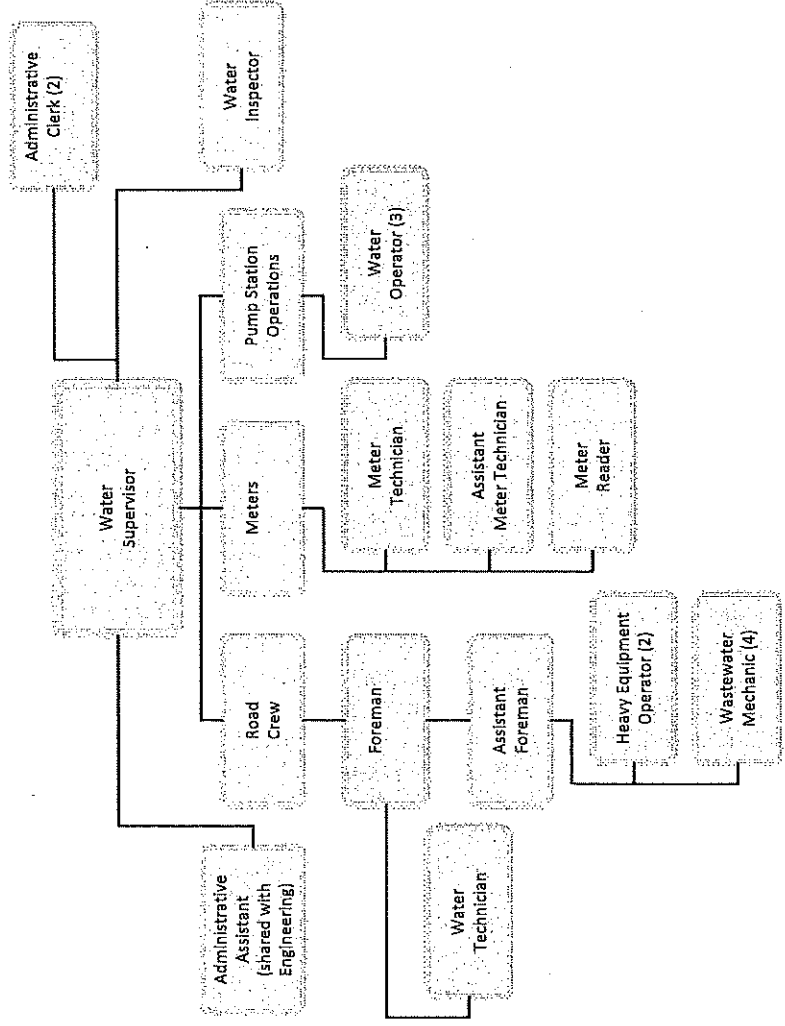 Water
Supervisor
Administrative
Clerk (2)
Water
Inspector
Administrative
Assistant
(shared with
Engineering)
Road
Crew
Meters
Pump Station
Operations
Foreman
Meter
Technician
Water
Operator (3)
Water
Technician
Assistant
Foreman
Assistant
Meter Technician
Heavy Equipment
Operator (2)
Meter
Reader
Wastewater
Mechanic (4)